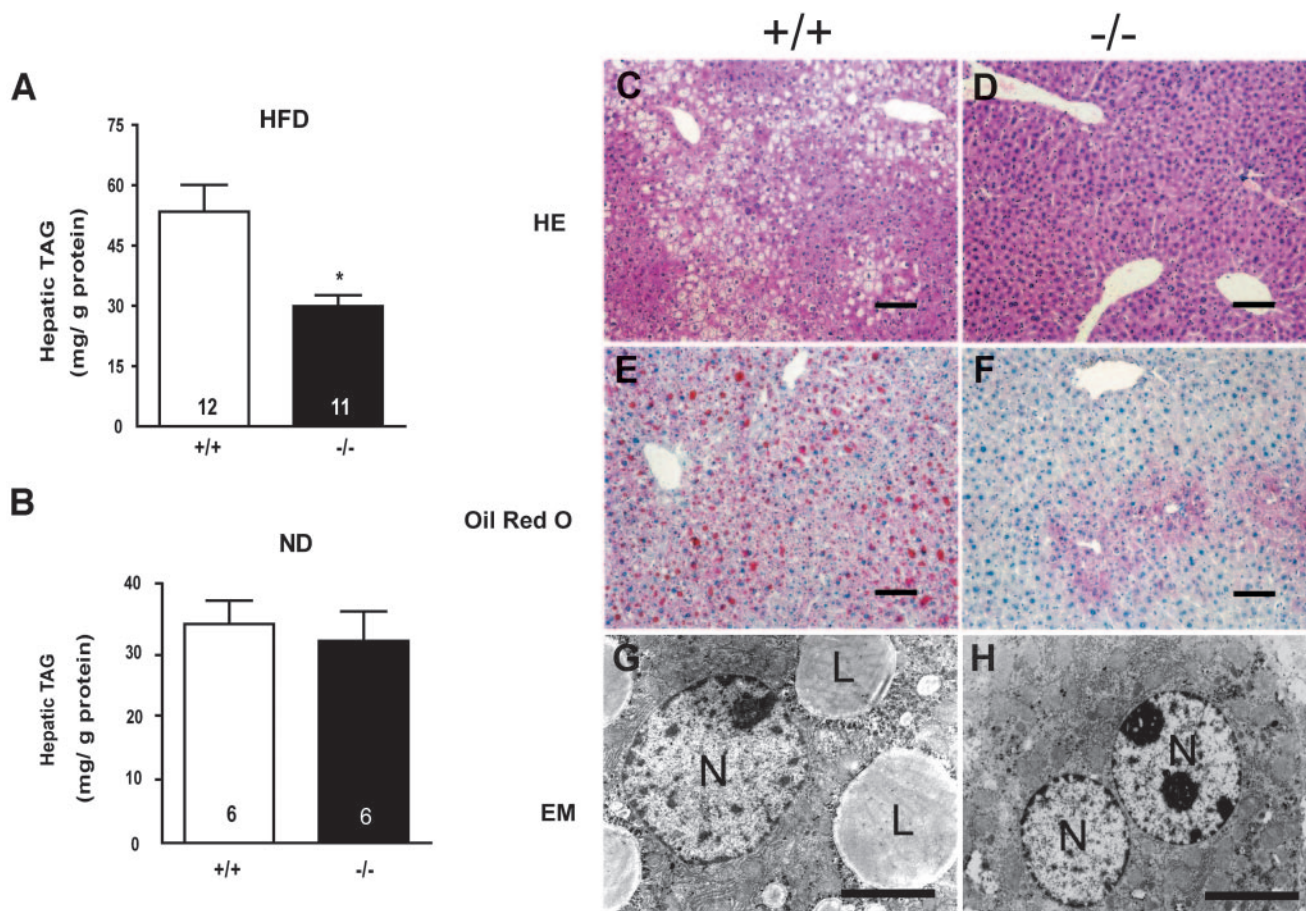 +/+ -/-
A
HFD
75
60
45
30
15
0
Hepatic TAG
(mg/ g protein)
*
12 11
+/+ -/-
B
ND
40
30
20
10
0
Hepatic TAG
(mg/ g protein)
6 6
+/+ -/-
HE
C D
Oil Red O
E F
EM
G L N L
H N N